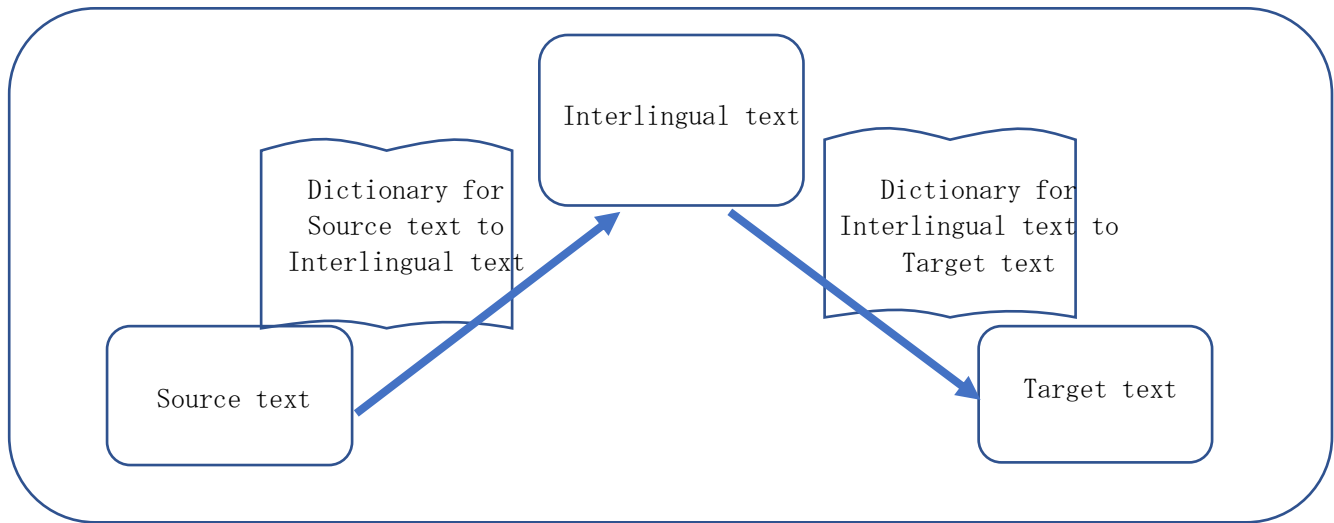 Interlingual text
Dictionary for
Source text to
Interlingual text
Dictionary for
Interlingual text to
Target text
Source text
Target text